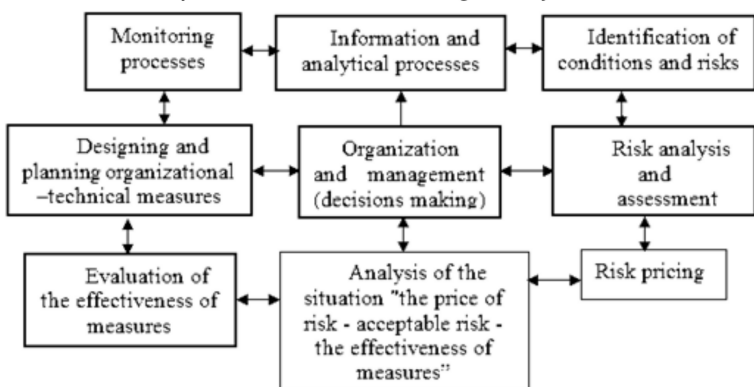 Monitoring
processes
Information and
analytical processes
Identification of
conditions and risks
Designing and
planning organizational
–technical measures
Organization
and management
(decisions making)
Risk analysis
and
assessment
Evaluation of
the effectiveness of
measures
Analysis of the
situation "the price of
risk - acceptable risk -
the effectiveness of
measures”
Risk pricing